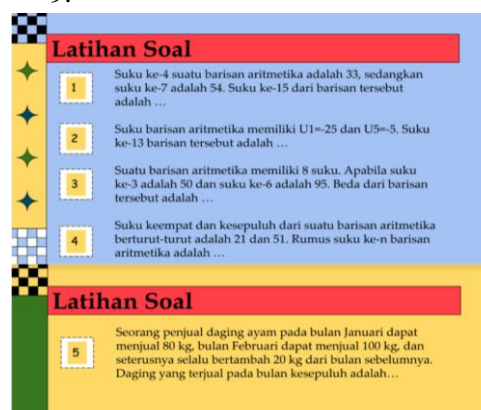 Latihan Soal
1
Suku ke-4 suatu barisan aritmetika adalah 33, sedangkan
suku ke-7 adalah 54. Suku ke-15 dari barisan tersebut
adalah …
2
Suku barisan aritmetika memiliki U1=-25 dan U5=-5. Suku
ke-13 barisan tersebut adalah …
3
Suatu barisan aritmetika memiliki 8 suku. Apabila suku
ke-3 adalah 50 dan suku ke-6 adalah 95. Beda dari barisan
tersebut adalah …
4
Suku keempat dan kesepuluh dari suatu barisan aritmetika
berturut-turut adalah 21 dan 51. Rumus suku ke-n barisan
aritmetika adalah …
Latihan Soal
5
Seorang penjual daging ayam pada bulan Januari dapat
menjual 80 kg, bulan Februari dapat menjual 100 kg, dan
seterusnya selalu bertambah 20 kg dari bulan sebelumnya.
Daging yang terjual pada bulan kesepuluh adalah…